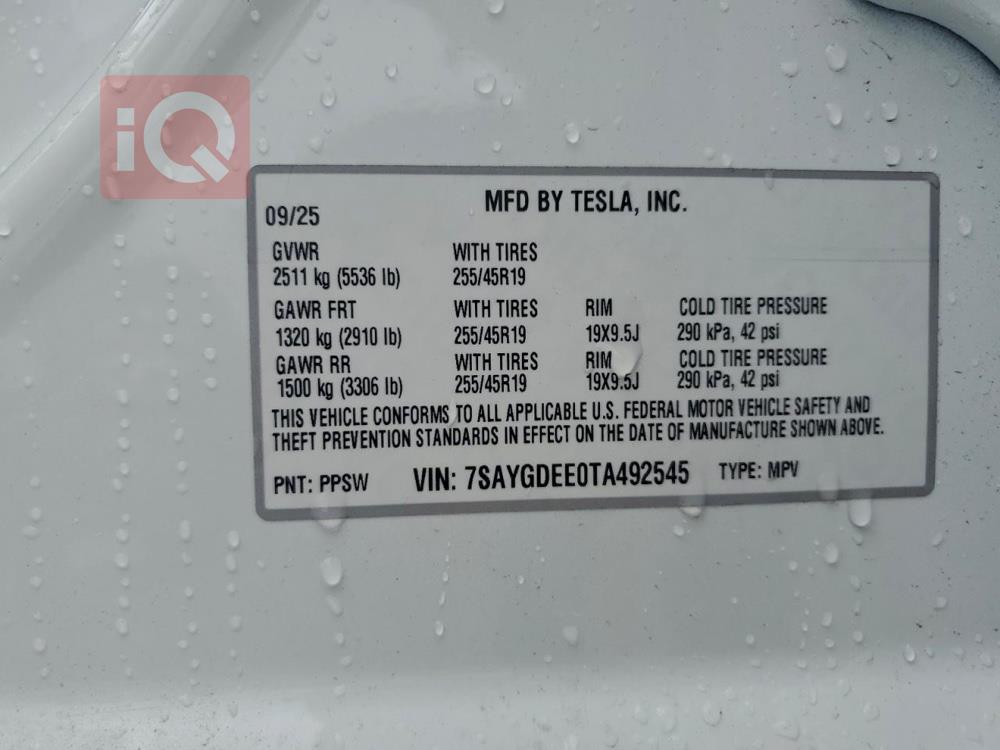 iQ
MFD BY TESLA, INC.
09/25
GVWR WITH TIRES
2511 kg (5536 lb) 255/45R19
GAWR FRT WITH TIRES RIM COLD TIRE PRESSURE
1320 kg (2910 lb) 255/45R19 19X9.5J 290 kPa, 42 psi
GAWR RR WITH TIRES RIM COLD TIRE PRESSURE
1500 kg (3306 lb) 255/45R19 19X9.5J 290 kPa, 42 psi
THIS VEHICLE CONFORMS TO ALL APPLICABLE U.S. FEDERAL MOTOR VEHICLE SAFETY AND
THEFT PREVENTION STANDARDS IN EFFECT ON THE DATE OF MANUFACTURE SHOWN ABOVE.
PNT: PPSW VIN: 7SAYGDEE0TA492545 TYPE: MPV